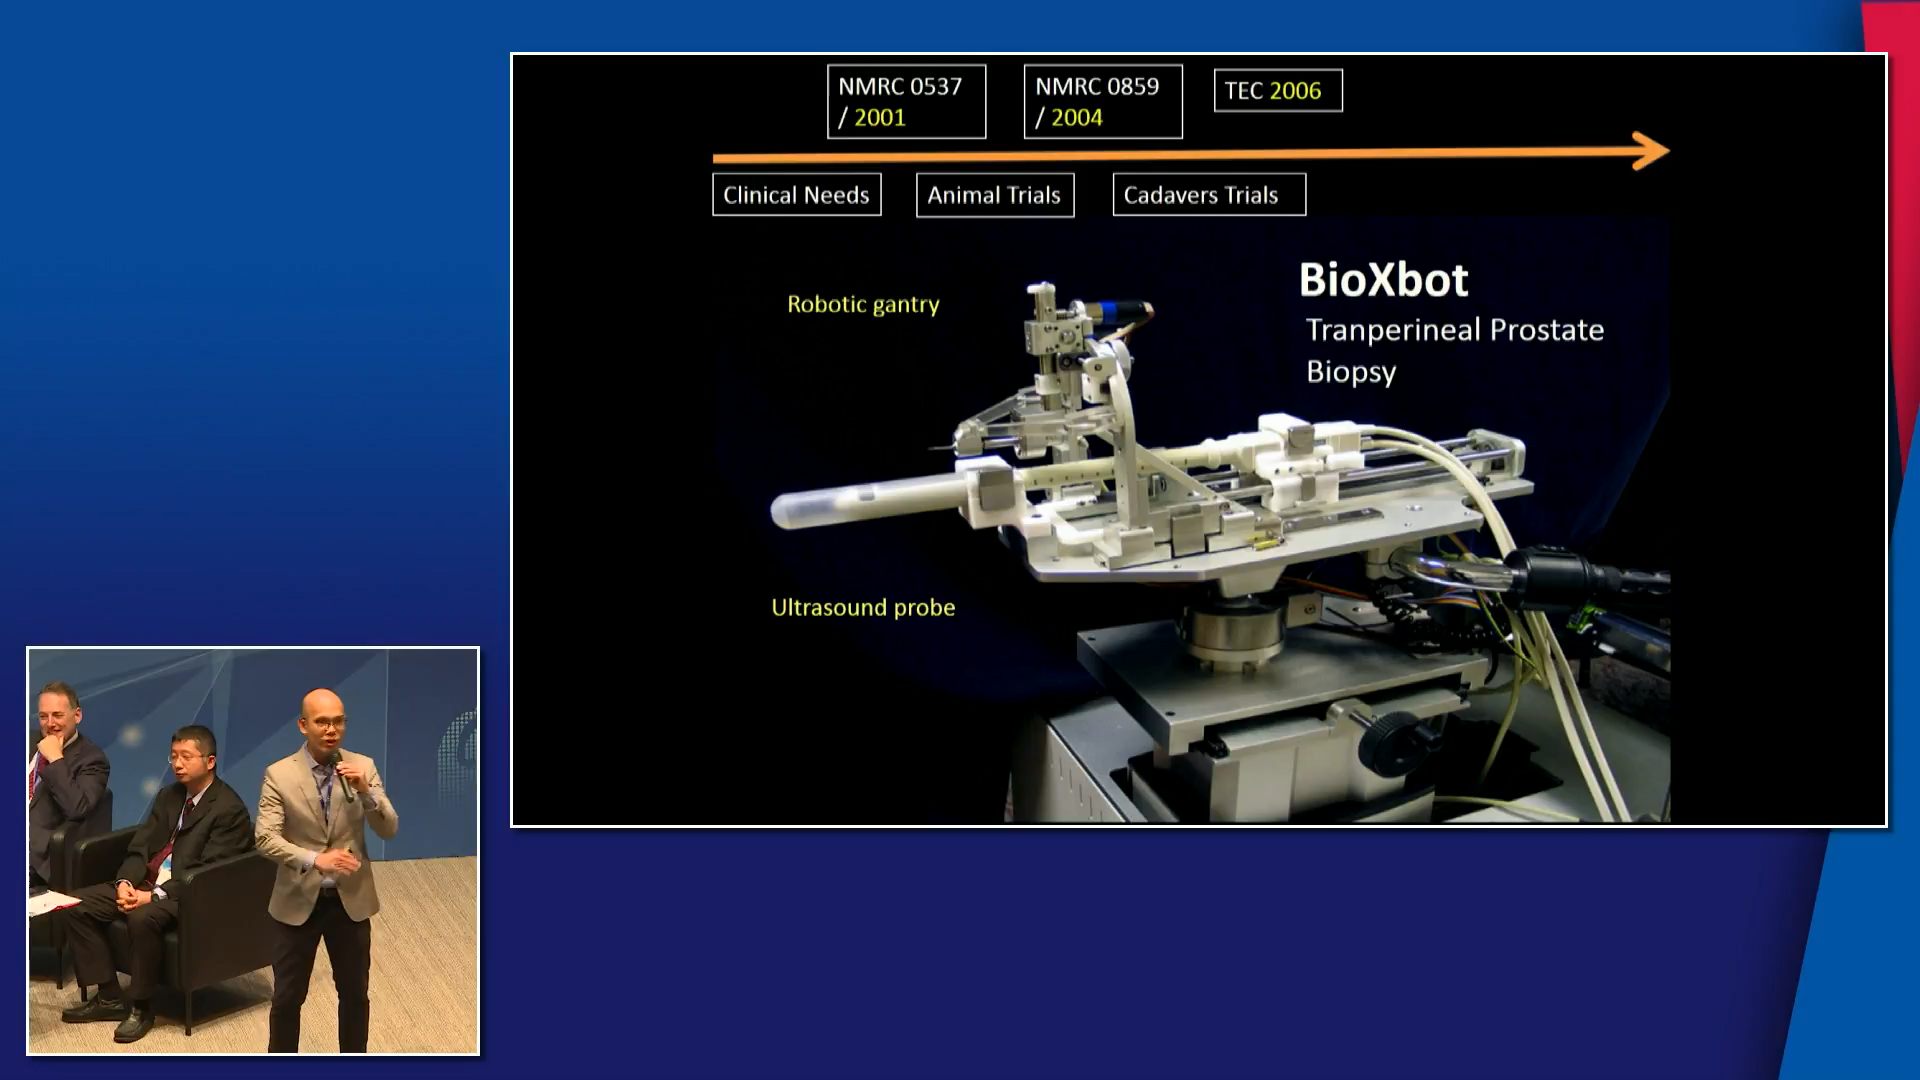 NMRC 0537
/ 2001
NMRC 0859
/ 2004
TEC 2006
Clinical Needs
Animal Trials
Cadavers Trials
Robotic gantry
BioXbot
Tranperineal Prostate
Biopsy
Ultrasound probe